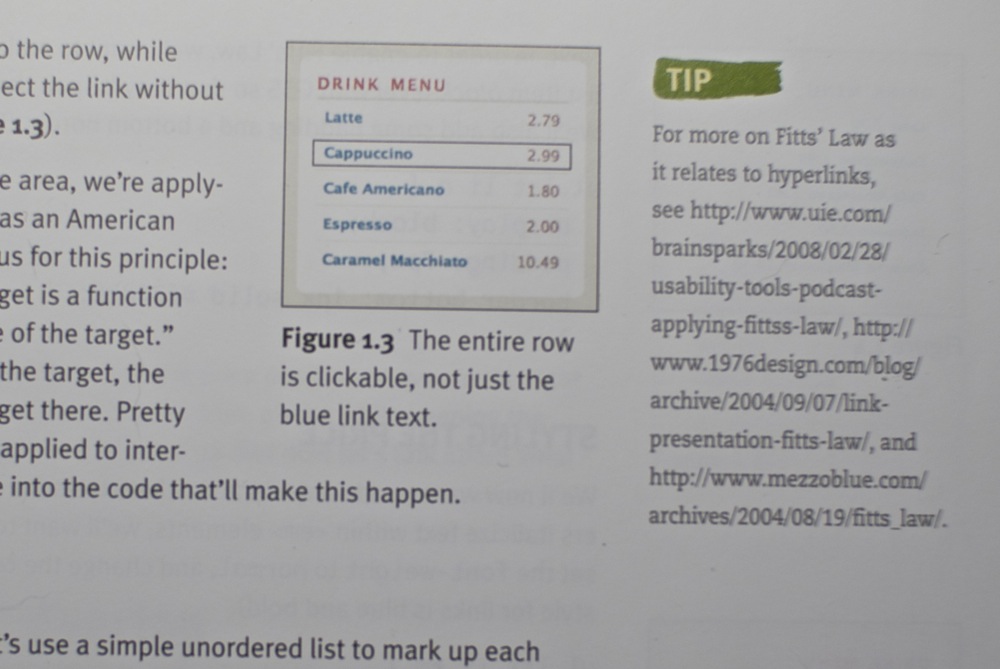 o the row, while
ect the link without
e 1.3).
e area, we're apply-
as an American
us for this principle:
get is a function
e of the target."
the target, the
get there. Pretty
applied to inter-
e into the code that'll make this happen.
't's use a simple unordered list to mark up each
DRINK MENU
Latte 2.79
Cappuccino 2.99
Cafe Americano 1.80
Espresso 2.00
Caramel Macchiato 10.49
Figure 1.3 The entire row
is clickable, not just the
blue link text.
TIP
For more on Fitts' Law as
it relates to hyperlinks,
see http://www.uie.com/
brainsparks/2008/02/28/
usability-tools-podcast-
applying-fittss-law/, http://
www.1976design.com/blog/
archive/2004/09/07/link-
presentation-fitts-law/, and
http://www.mezzoblue.com/
archives/2004/08/19/fitts_law/.